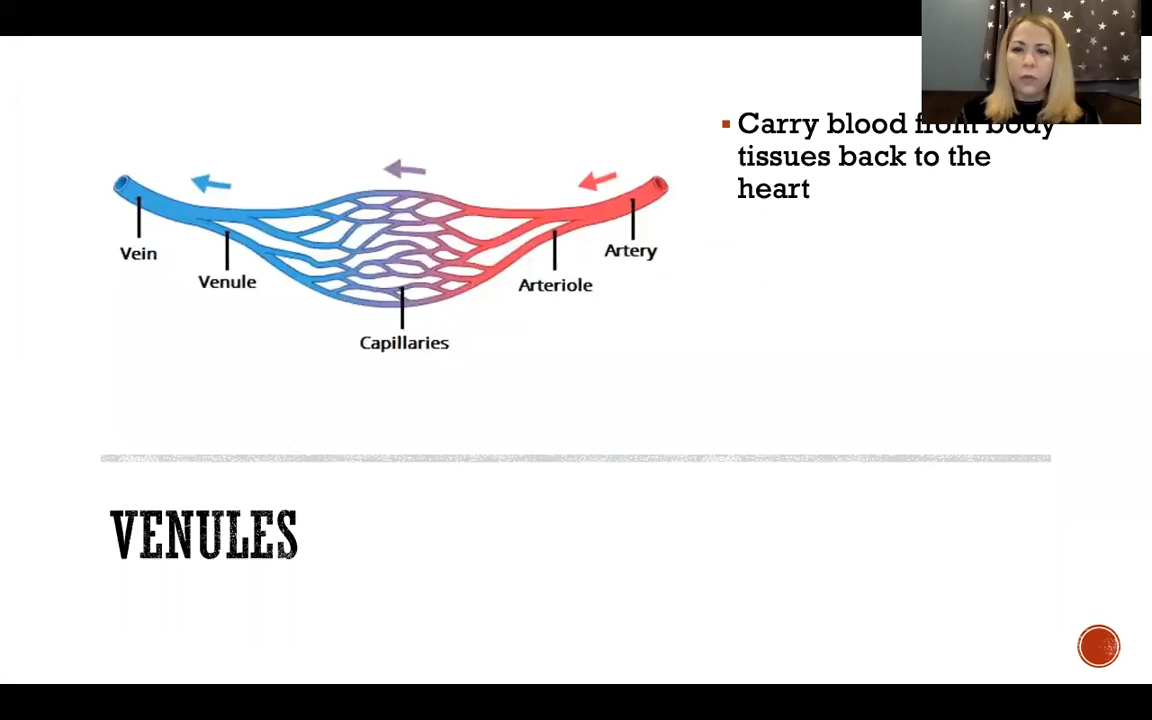 Carry blood from body
tissues back to the
heart
Vein
Venule
Capillaries
Arteriole
Artery
VENULES